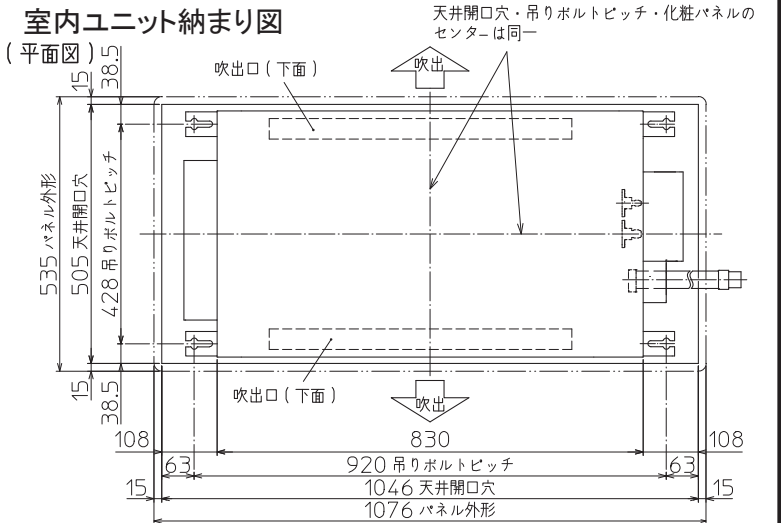 室内ユニット納まり図
(平面図)
天井開口穴・吊りボルトピッチ・化粧パネルの
センターは同一
吹出口(下面)
吹出
15
38.5
535 パネル外形
505 天井開口穴
428 吊りボルトピッチ
15
38.5
吹出口(下面)
吹出
108
830
108
63
920 吊りボルトピッチ
63
15
1046 天井開口穴
15
1076 パネル外形